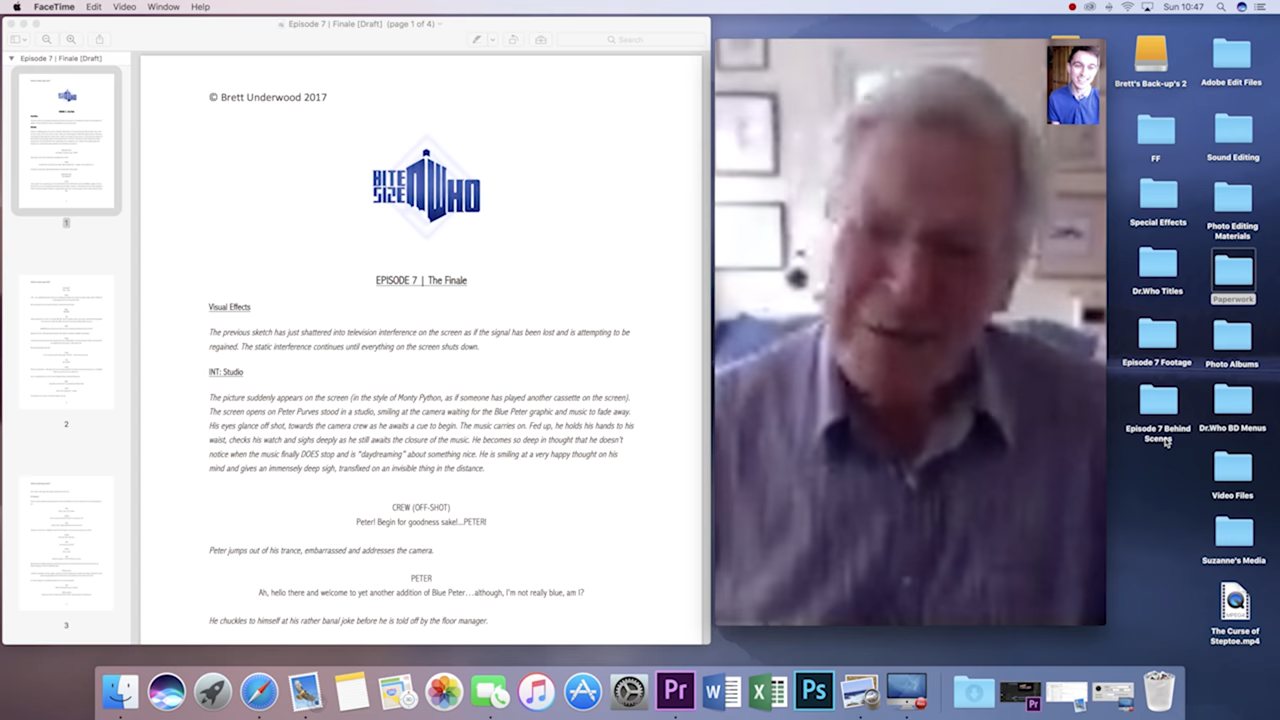 FaceTime Edit Video Window Help
Sun 10:47
Episode 7 | Finale [Draft] (page 1 of 4)
Search
Episode 7 | Finale [Draft]
1
2
3
© Brett Underwood 2017
BITE
SIZE WHO
EPISODE 7 | The Finale
Visual Effects
The previous sketch has just shattered into television interference on the screen as if the signal has been lost and is attempting to
regained. The static interference continues until everything on the screen shuts down.
INT: Studio
The picture suddenly appears on the screen (in the style of Monty Python, as if someone has played another cassette on the screen).
The screen opens on Peter Purves stood in a studio, smiling at the camera waiting for the Blue Peter graphic and music to fade away.
His eyes glance off shot, towards the camera crew as he awaits a cue to begin. The music carries on. Fed up, he holds his hands to his
waist, checks his watch and sighs deeply as he still awaits the closure of the music. He becomes so deep in thought that he doesn't
notice when the music finally DOES stop and is "daydreaming" about something nice. He is smiling at a very happy thought on his
mind and gives an immensely deep sigh, transfixed on an invisible thing in the distance.
CREW (OFF-SHOT)
Peter! Begin for goodness sake!...PETER!
Peter jumps out of his trance, embarrassed and addresses the camera.
PETER
Ah, hello there and welcome to yet another addition of Blue Peter...although, I'm not really blue, am I?
He chuckles to himself at his rather banal joke before he is told off by the floor manager.
Brett's Back-up's 2
Adobe Edit Files
FF
Sound Editing
Special Effects
Photo Editing
Materials
Dr.Who Titles
Paperwork
Episode 7 Footage
Photo Albums
Episode 7 Behind
Scenes
Dr.Who BD Menus
Video Files
Suzanne's Media
MPEG4
The Curse of
Steptoe.mp4
Pr
W
X
Ps
Pr